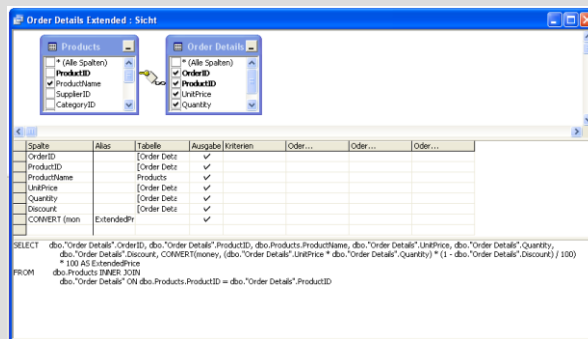 Order Details Extended : Sicht
Products
* (Alle Spalten)
ProductID
ProductName
SupplierID
CategoryID
Order Details
* (Alle Spalten)
OrderID
ProductID
UnitPrice
Quantity
Spalte Alias Tabelle Ausgabe Kriterien Oder... Oder... Oder...
OrderID [Order Deta
ProductID [Order Deta
ProductName Products
UnitPrice [Order Deta
Quantity [Order Deta
Discount [Order Deta
CONVERT (mon ExtendedPr
SELECT dbo."Order Details".OrderID, dbo."Order Details".ProductID, dbo.Products.ProductName, dbo."Order Details".UnitPrice, dbo."Order Details".Quantity,
dbo."Order Details".Discount, CONVERT(money, (dbo."Order Details".UnitPrice * dbo."Order Details".Quantity) * (1 - dbo."Order Details".Discount) / 100)
* 100 AS ExtendedPrice
FROM dbo.Products INNER JOIN
dbo."Order Details" ON dbo.Products.ProductID = dbo."Order Details".ProductID